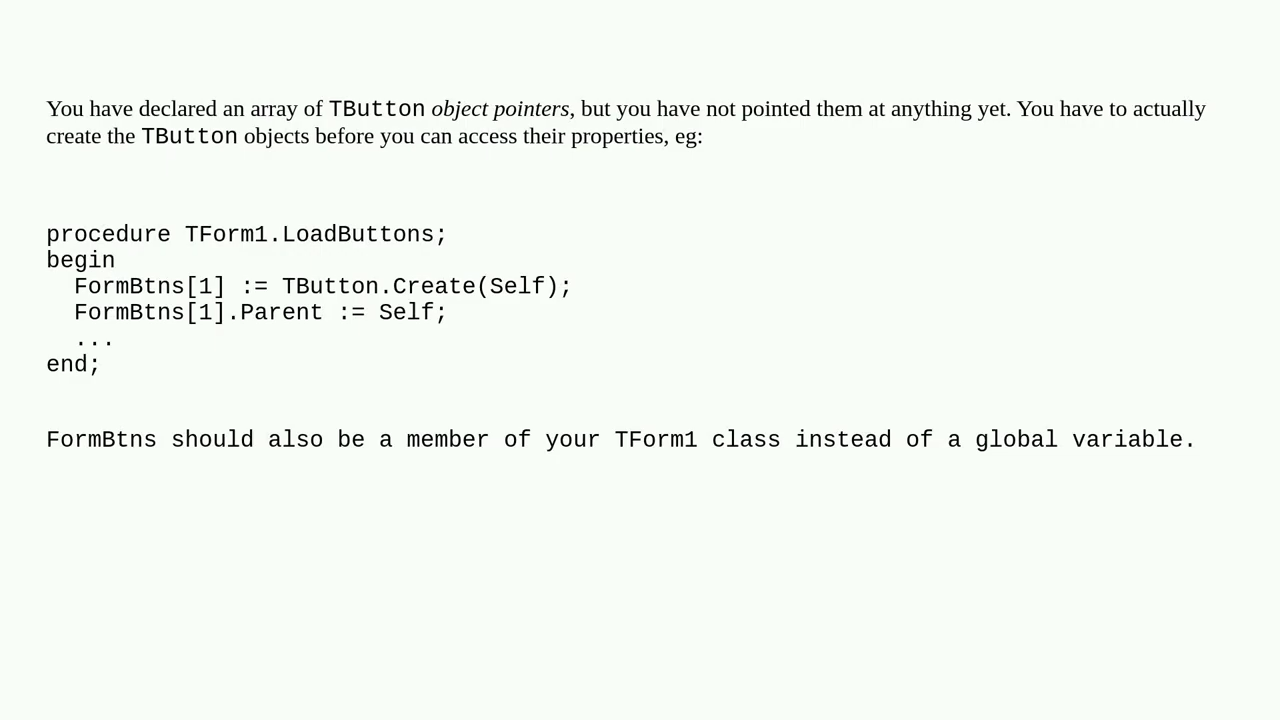 You have declared an array of TButton object pointers, but you have not pointed them at anything yet. You have to actually
create the TButton objects before you can access their properties, eg:
procedure TForm1.LoadButtons;
begin
  FormBtns[1] := TButton.Create(Self);
  FormBtns[1].Parent := Self;
  ...
end;
FormBtns should also be a member of your TForm1 class instead of a global variable.